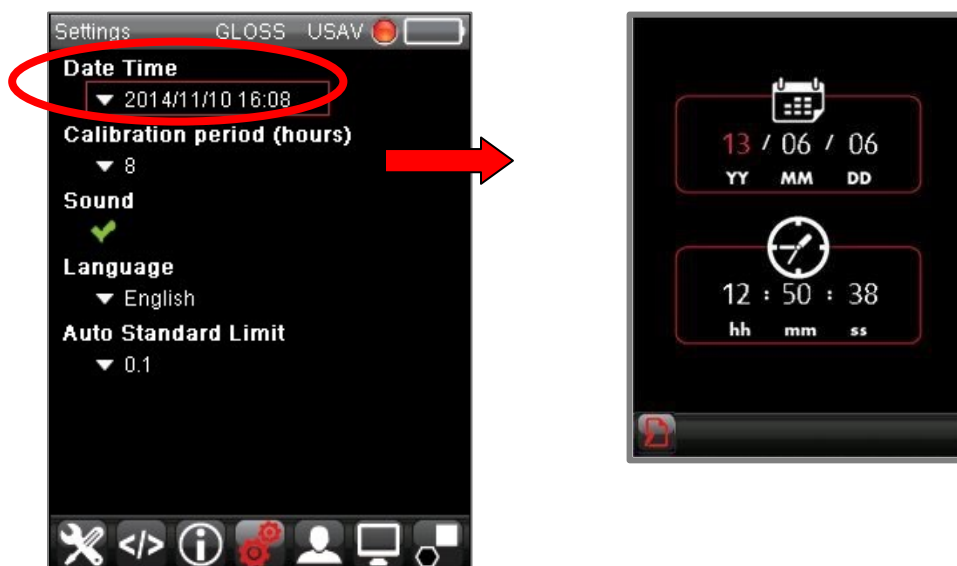 Settings GLOSS USAV
Date Time
2014/11/10 16:08
Calibration period (hours)
8
Sound
Language
English
Auto Standard Limit
0.1
</>
13 / 06 / 06
YY MM DD
12 : 50 : 38
hh mm ss